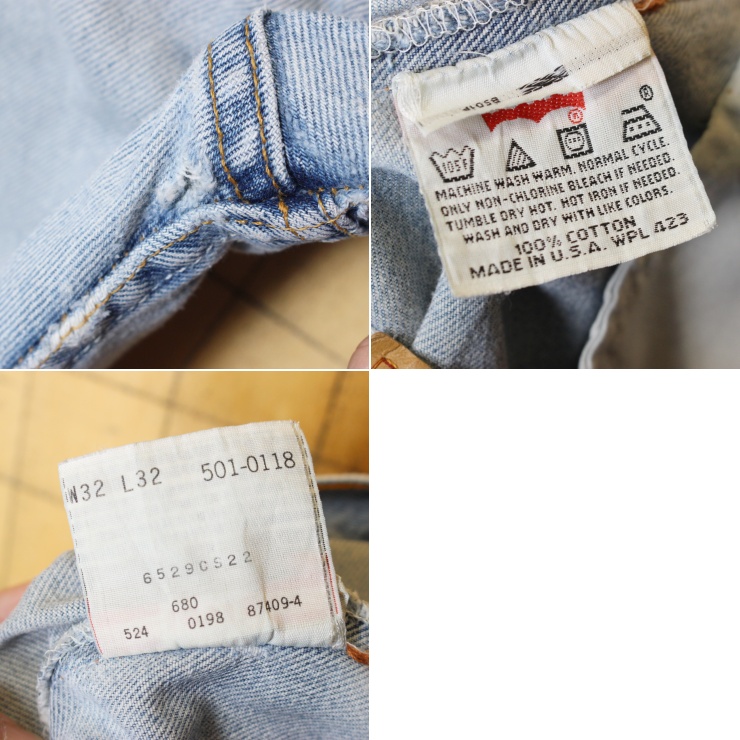 105F
®
®
MACHINE WASH WARM. NORMAL CYCLE.
ONLY NON-CHLORINE BLEACH IF NEEDED.
TUMBLE DRY HOT. HOT IRON IF NEEDED.
WASH AND DRY WITH LIKE COLORS.
100% COTTON
MADE IN U.S.A. WPL 423
W32 L32 501-0118
680
524 0198 87409-4